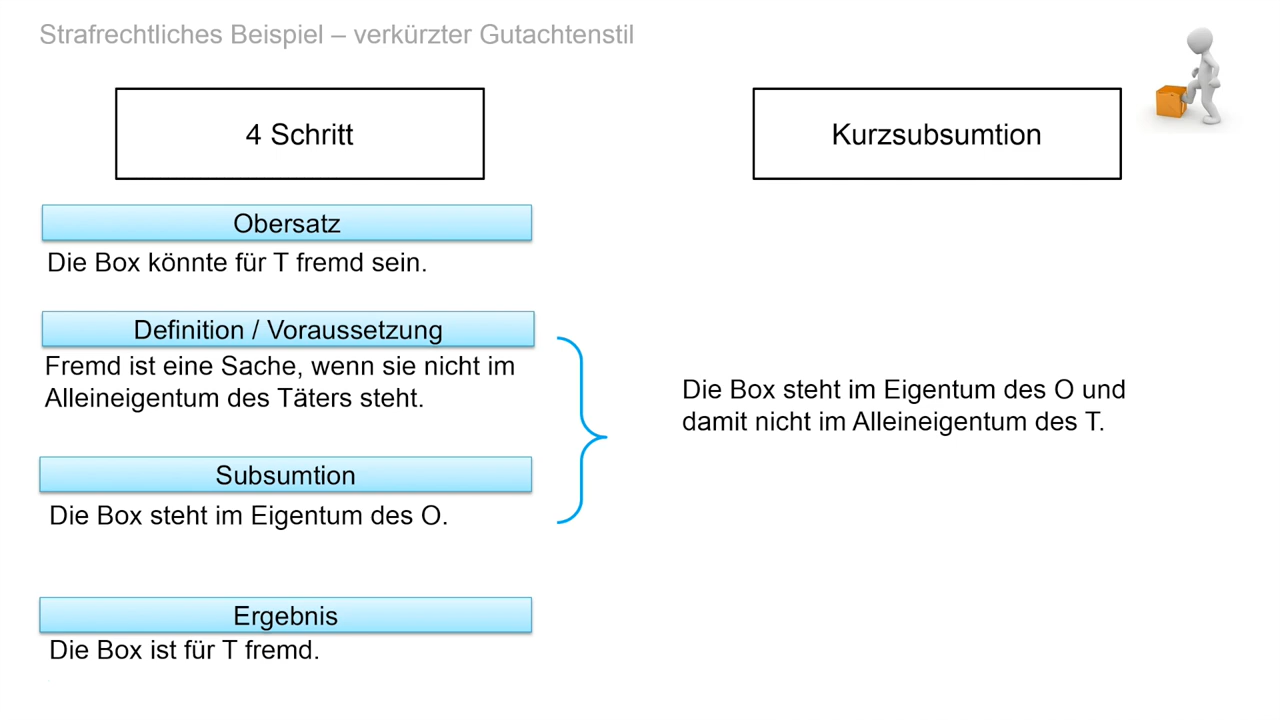 Strafrechtliches Beispiel – verkürzter Gutachtenstil
4 Schritt
Kurzsubsumtion
Obersatz
Die Box könnte für T fremd sein.
Definition / Voraussetzung
Fremd ist eine Sache, wenn sie nicht im
Alleineigentum des Täters steht.
Die Box steht im Eigentum des O und
damit nicht im Alleineigentum des T.
Subsumtion
Die Box steht im Eigentum des O.
Ergebnis
Die Box ist für T fremd.